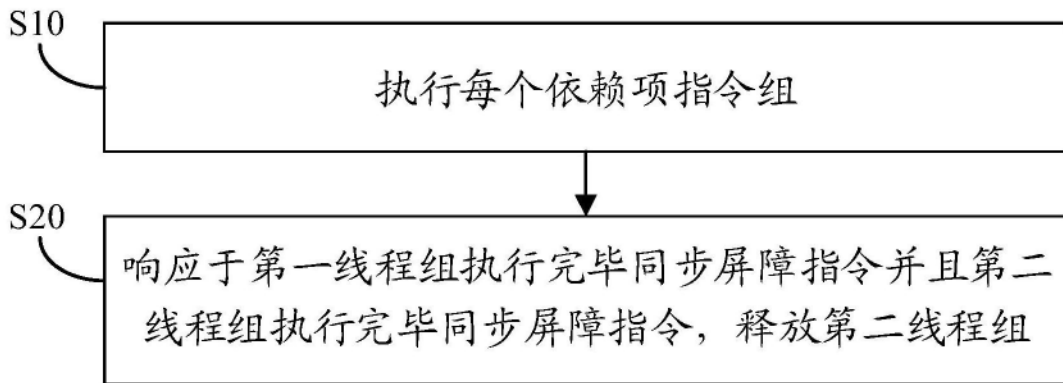 S10
执行每个依赖项指令组
S20
响应于第一线程组执行完毕同步屏障指令并且第二
线程组执行完毕同步屏障指令，释放第二线程组